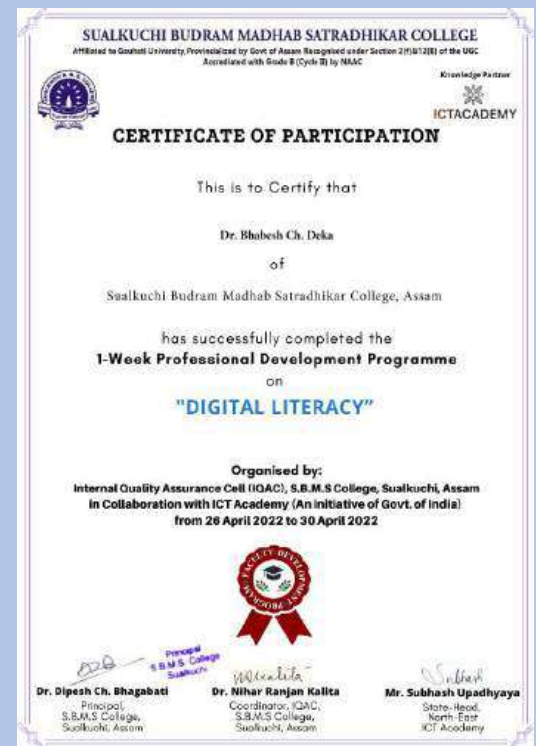 SUALKUCHI BUDRAM MADHAB SATRADHIKAR COLLEGE
Affiliated to Gauhati University, Provincialized by Govt of Assam Recognised under Section 2(f)&12(B) of the UGC
Accrediated with Grade B (Cycle II) by NAAC
Knowledge Partner
ICTACADEMY
CERTIFICATE OF PARTICIPATION
This is to Certify that
Dr. Bhabesh Ch. Deka
of
Sualkuchi Budram Madhab Satradhikar College, Assam
has successfully completed the
1-Week Professional Development Programme
on
"DIGITAL LITERACY”
Organised by:
Internal Quality Assurance Cell (IQAC), S.B.M.S College, Sualkuchi, Assam
in Collaboration with ICT Academy (An initiative of Govt. of India)
from 26 April 2022 to 30 April 2022
FACULTY DEVELOPMENT PROGRAM
Principal
S.B.M.S. College
Sualkuchi
Dr. Dipesh Ch. Bhagabati
Principal,
S.B.M.S College,
Sualkuchi, Assam
Dr. Nihar Ranjan Kalita
Coordinator, IQAC,
S.B.M.S College,
Sualkuchi, Assam
Mr. Subhash Upadhyaya
State-Head,
North-East
ICT Academy